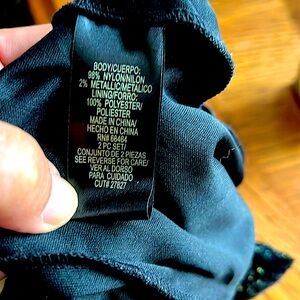 BODY/CUERPO:
98% NYLON/NILON
2% METALLIC/METALICO
LINING/FORRO:
100% POLYESTER/
POLIESTER
MADE IN CHINA/
HECHO EN CHINA
RN# 66464
2 PC SET/
CONJUNTO DE 2 PIEZAS
SEE REVERSE FOR CARE/
VER AL DORSO
PARA CUIDADO
CUT# 27827